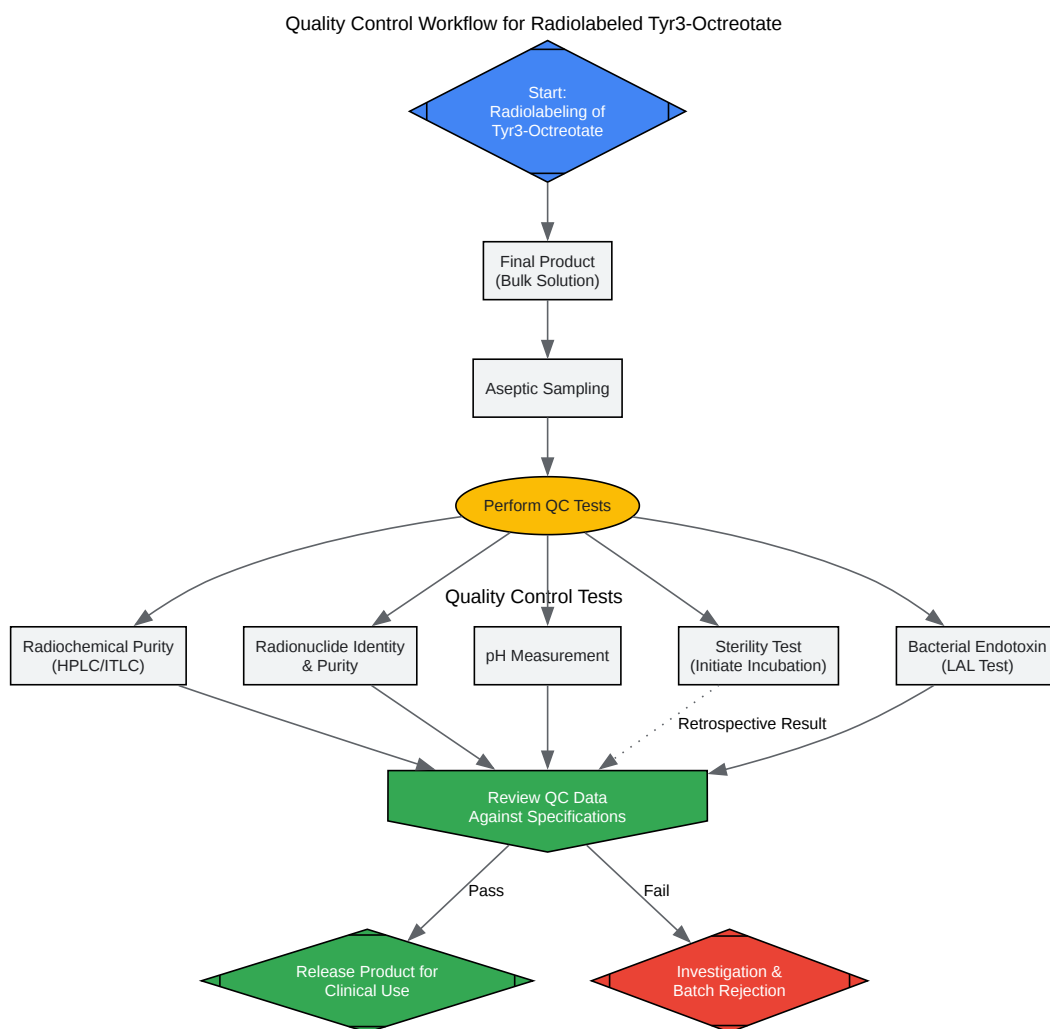 Quality Control Workflow for Radiolabeled Tyr3-Octreotate
Start:
Radiolabeling of
Tyr3-Octreotate
Final Product
(Bulk Solution)
Aseptic Sampling
Perform QC Tests
Quality Control Tests
Radiochemical Purity
(HPLC/ITLC)
Radionuclide Identity
& Purity
pH Measurement
Sterility Test
(Initiate Incubation)
Bacterial Endotoxin
(LAL Test)
Retrospective Result
Review QC Data
Against Specifications
Pass
Fail
Release Product for
Clinical Use
Investigation &
Batch Rejection